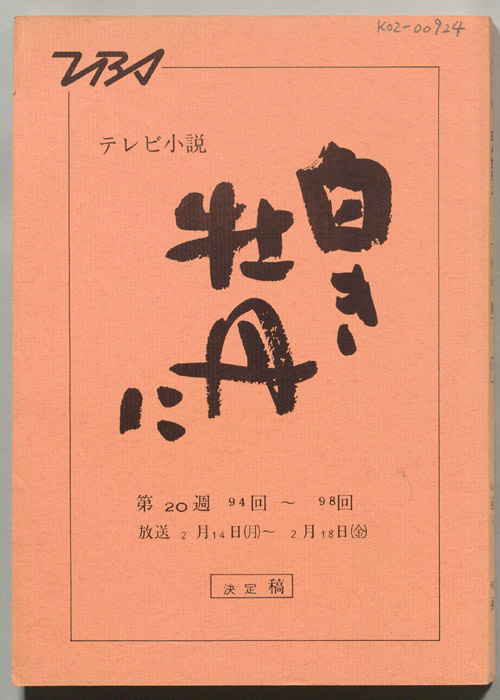 K02-00924
TBS
テレビ小説
白き
牡丹
に
第20週 94回 〜 98回
放送 2月14日(月)〜 2月18日(金)
決定稿